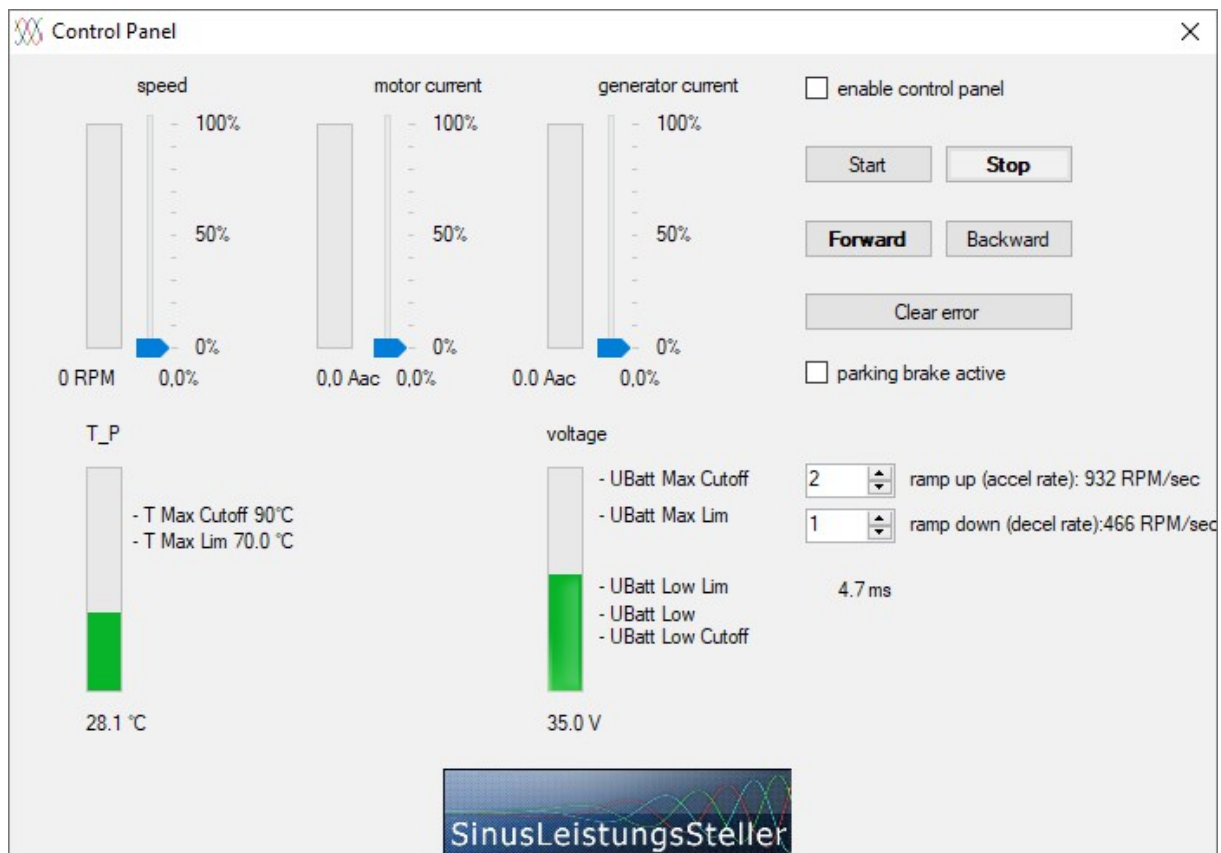 Control Panel
speed
100%
50%
0%
0 RPM 0,0%
motor current
100%
50%
0%
0,0 Aac 0,0%
generator current
100%
50%
0%
0.0 Aac 0,0%
enable control panel
Start Stop
Forward Backward
Clear error
parking brake active
T_P
- T Max Cutoff 90°C
- T Max Lim 70.0 °C
28.1 °C
voltage
- UBatt Max Cutoff
- UBatt Max Lim
- UBatt Low Lim
- UBatt Low
- UBatt Low Cutoff
35.0 V
2 ramp up (accel rate): 932 RPM/sec
1 ramp down (decel rate):466 RPM/sec
4.7 ms
SinusLeistungsSteller